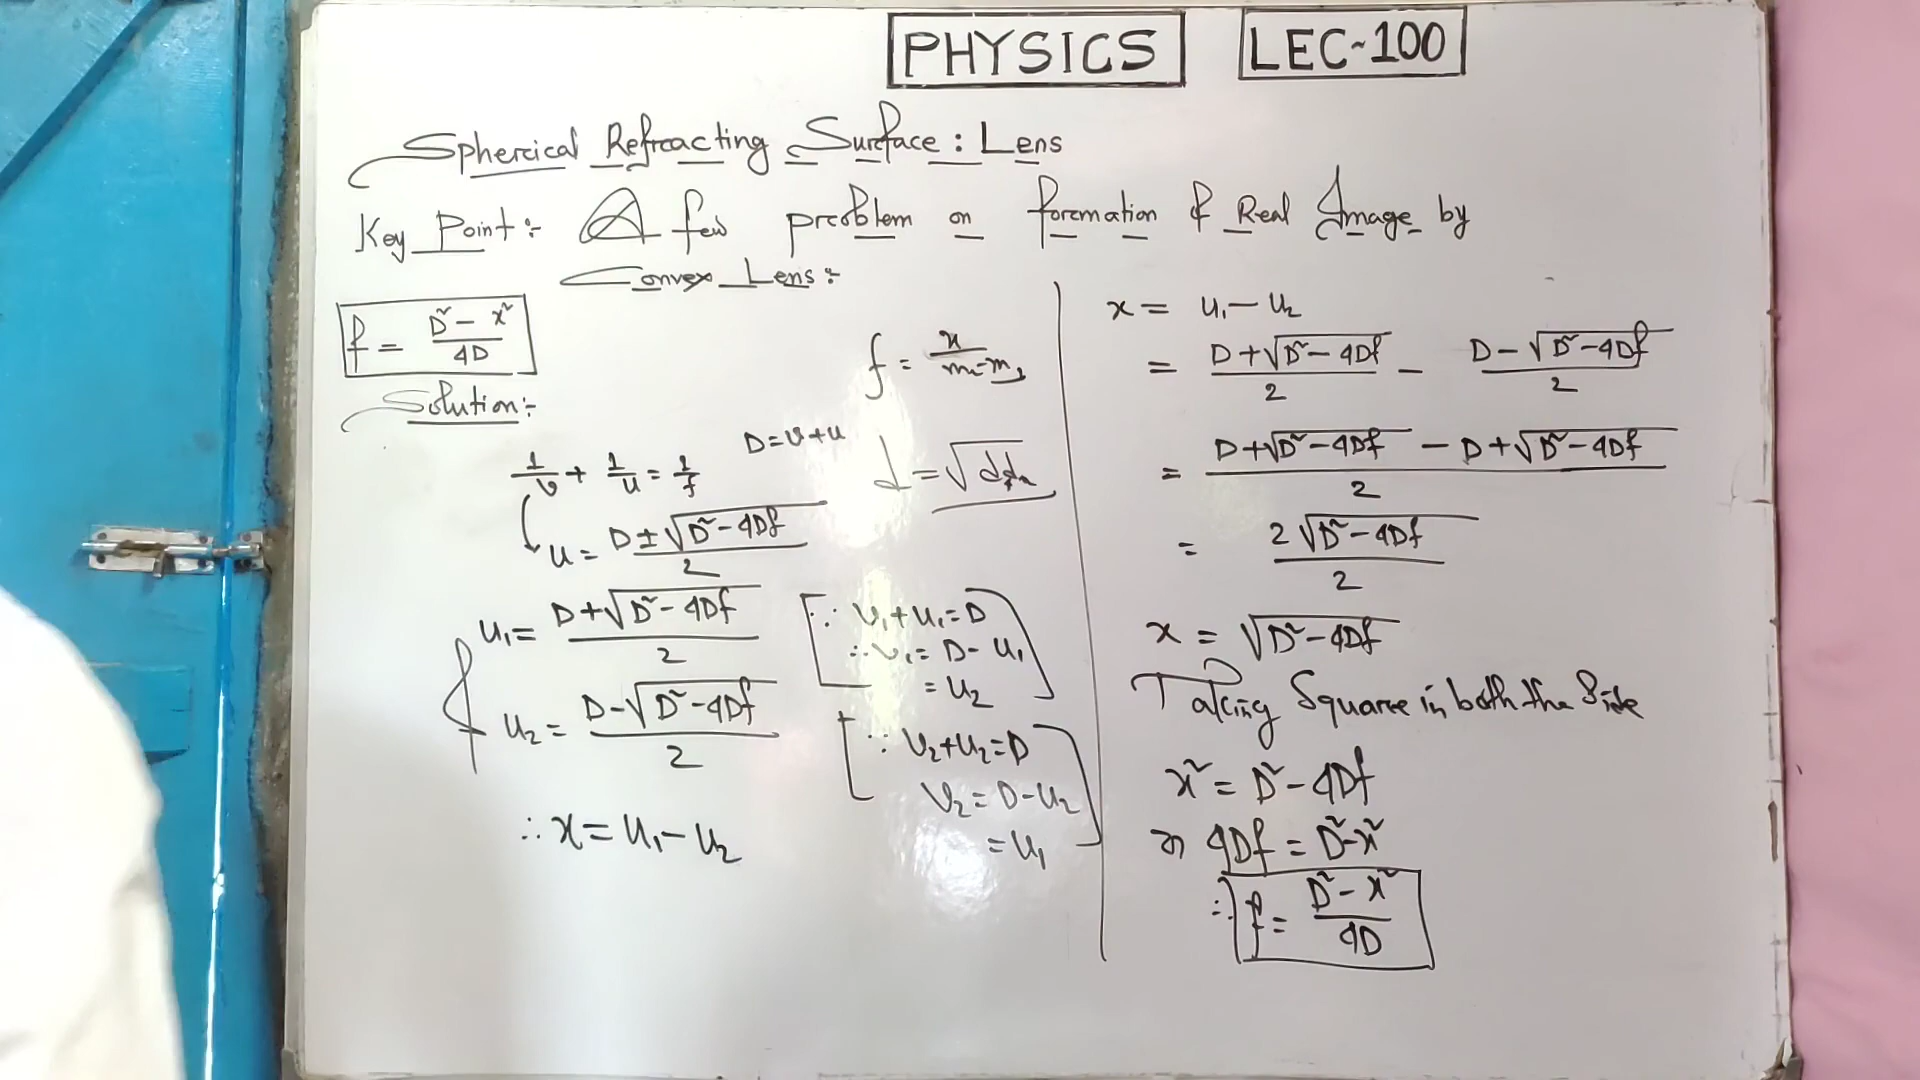 PHYSICS LEC-100
Sphercical Refracting Surface: Lens
Key Point:- A few preoblem on foremation of Real Image by
Convex Lens:-
f = (D² - x²) / 4D
f = x / (m₁-m₂)
Solution:-
D=v+u
1/v + 1/u = 1/f
d = √(d₁d₂)
u = (D ± √(D² - 4Df)) / 2
u₁ = (D + √(D² - 4Df)) / 2
[∵ v₁+u₁=D
∴ v₁= D- u₁
= u₂]
u₂ = (D - √(D² - 4Df)) / 2
[∵ v₂+u₂=D
v₂= D-u₂
= u₁]
∴ x = u₁ - u₂
x = u₁ - u₂
= (D + √(D² - 4Df)) / 2 - (D - √(D² - 4Df)) / 2
= (D + √(D² - 4Df) - D + √(D² - 4Df)) / 2
= 2√(D² - 4Df) / 2
x = √(D² - 4Df)
Taking Square in both the Side
x² = D² - 4Df
or 4Df = D² - x²
∴ f = (D² - x²) / 4D